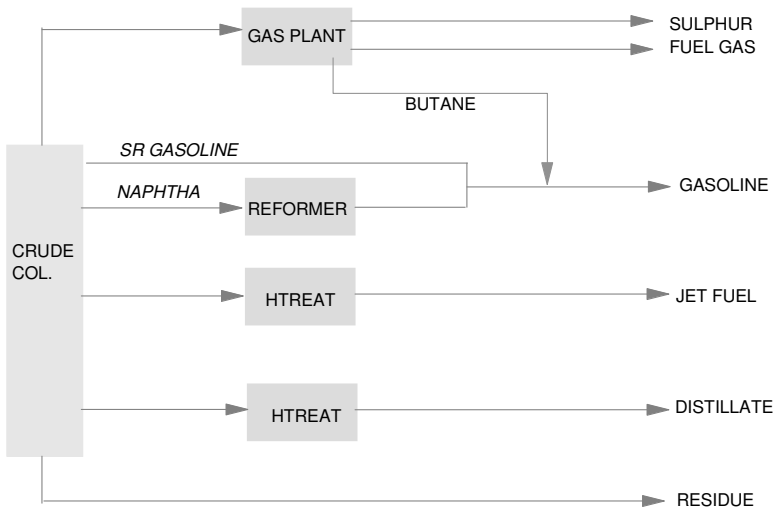 SULPHUR
GAS PLANT
FUEL GAS
BUTANE
SR GASOLINE
NAPHTHA
GASOLINE
REFORMER
CRUDE
COL.
HTREAT
JET FUEL
HTREAT
DISTILLATE
RESIDUE